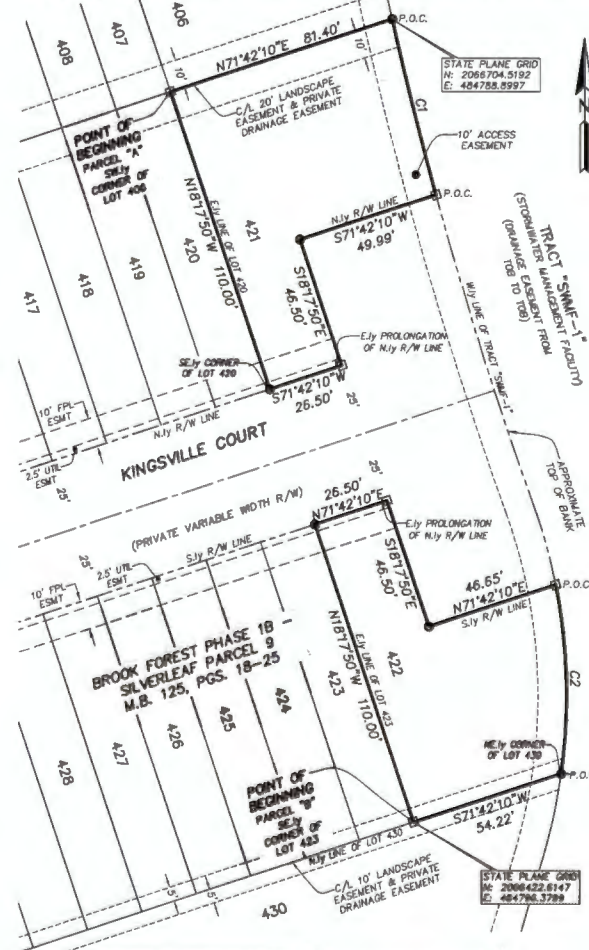 406
407
408
N71°42'10"E 81.40'
P.O.C.
10'
10'
STATE PLANE GRID
N: 2066704.5192
E: 484788.8997
C/L 20' LANDSCAPE
EASEMENT & PRIVATE
DRAINAGE EASEMENT
C1
POINT OF
BEGINNING
PARCEL "A"
SW.ly
CORNER OF
LOT 406
10' ACCESS
EASEMENT
P.O.C.
N.ly R/W LINE
S71°42'10"W
49.99'
N18°17'50"W 110.00'
E.ly LINE OF LOT 420
421
420
419
418
417
S18°17'50"E
46.50'
TRACT "SWMF-1"
(STORMWATER MANAGEMENT FACILITY)
(DRAINAGE EASEMENT FROM
TOB TO TOB)
W.ly LINE OF TRACT "SWMF-1"
E.ly PROLONGATION
OF N.ly R/W LINE
SE.ly CORNER
OF LOT 420
S71°42'10"W
26.50'
25'
10' FPL
ESMT
N.ly R/W LINE
2.5' UTIL
ESMT
25'
KINGSVILLE COURT
APPROXIMATE
TOP OF BANK
(PRIVATE VARIABLE WIDTH R/W)
25'
26.50'
N71°42'10"E
E.ly PROLONGATION
OF N.ly R/W LINE
25'
S.ly R/W LINE
2.5' UTIL
ESMT
10' FPL
ESMT
S18°17'50"E
46.50'
46.65'
N71°42'10"E
S.ly R/W LINE
P.O.C.
BROOK FOREST PHASE 1B
SILVERLEAF PARCEL 9
M.B. 125, PGS. 18-25
N18°17'50"W 110.00'
E.ly LINE OF LOT 423
422
423
424
425
426
427
428
C2
NE.ly CORNER
OF LOT 430
P.O.C.
POINT OF
BEGINNING
PARCEL "B"
SE.ly
CORNER OF
LOT 423
S71°42'10"W
54.22'
N.ly LINE OF LOT 430
5'
5'
C/L 10' LANDSCAPE
EASEMENT & PRIVATE
DRAINAGE EASEMENT
430
STATE PLANE GRID
N: 2066422.6147
E: 484796.3789